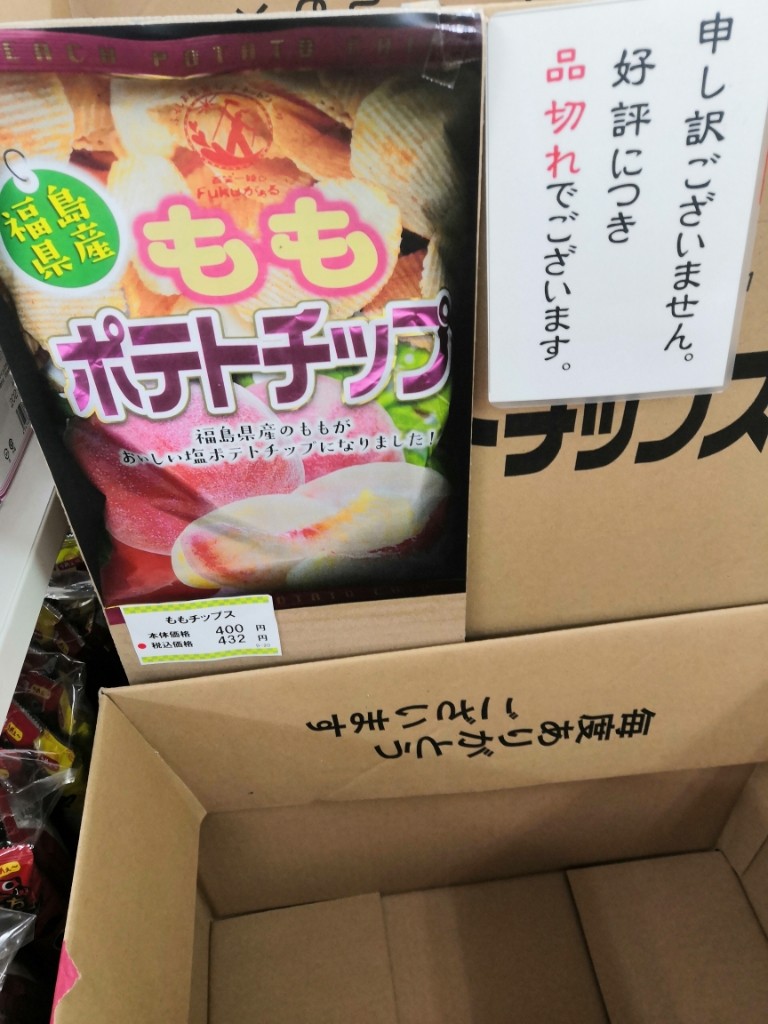 PEACH POTATO CHI
Fukuかぁる
福島
県産
もも
ポテトチップ
福島県産のももが
おいしい塩ポテトチップになりました!
ももチップス
本体価格 400 円
●税込価格 432 円
申し訳ございません。
好評につき
品切れでございます。
テチップス
毎度ありがとう
ございます